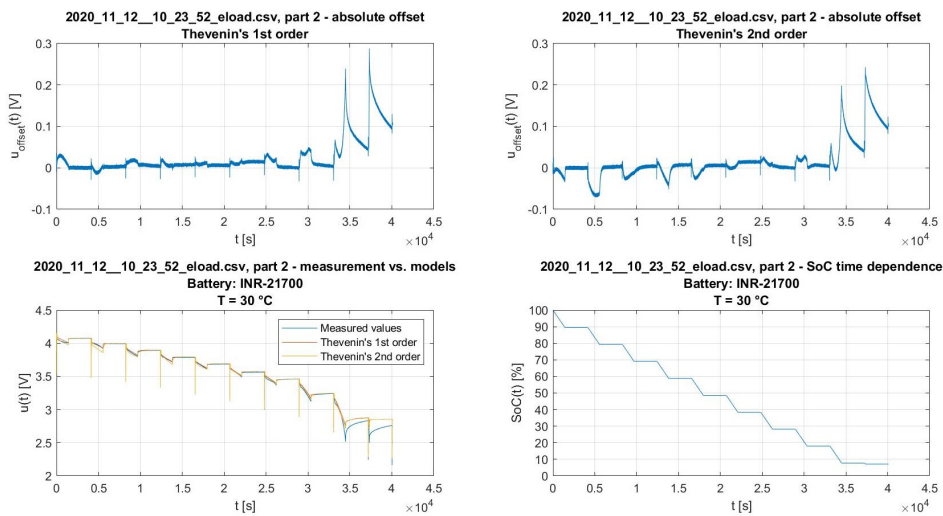 2020_11_12__10_23_52_eload.csv, part 2 - absolute offset
Thevenin's 1st order
0.3
0.2
0.1
0
-0.1
u_offset(t) [V]
0 0.5 1 1.5 2 2.5 3 3.5 4 4.5
t [s]
×10^4
2020_11_12__10_23_52_eload.csv, part 2 - absolute offset
Thevenin's 2nd order
0.3
0.2
0.1
0
-0.1
u_offset(t) [V]
0 0.5 1 1.5 2 2.5 3 3.5 4 4.5
t [s]
×10^4
2020_11_12__10_23_52_eload.csv, part 2 - measurement vs. models
Battery: INR-21700
T = 30 °C
4.5
4
3.5
3
2.5
2
u(t) [V]
Measured values
Thevenin's 1st order
Thevenin's 2nd order
0 0.5 1 1.5 2 2.5 3 3.5 4 4.5
t [s]
×10^4
2020_11_12__10_23_52_eload.csv, part 2 - SoC time dependence
Battery: INR-21700
T = 30 °C
100
90
80
70
60
50
40
30
20
10
0
SoC(t) [%]
0 0.5 1 1.5 2 2.5 3 3.5 4 4.5
t [s]
×10^4